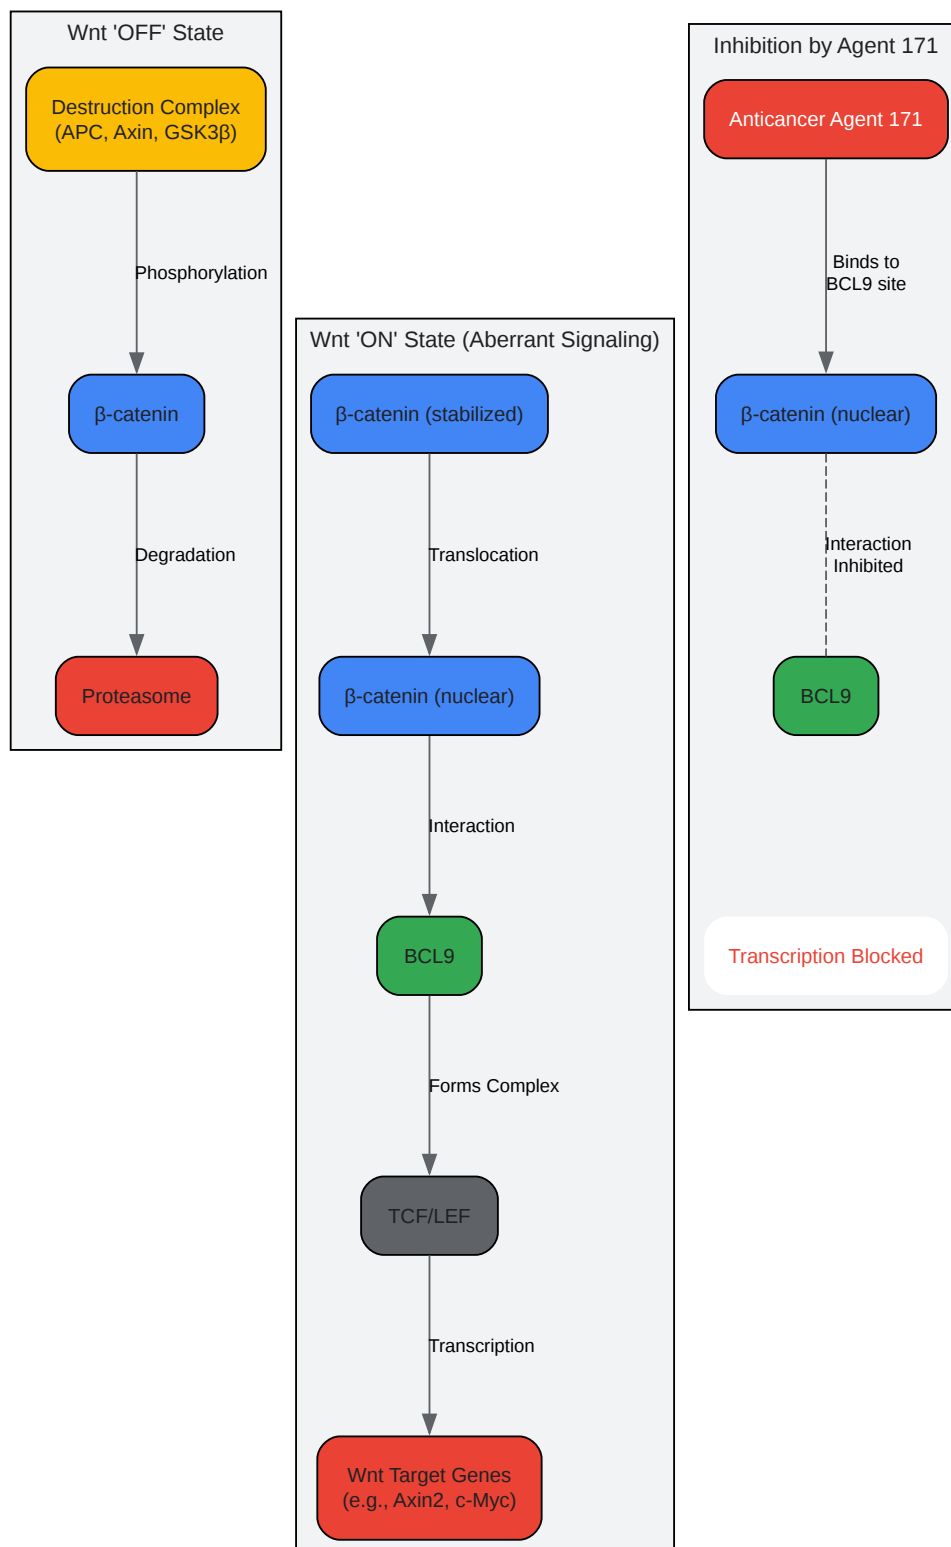 Wnt 'OFF' State
Destruction Complex
(APC, Axin, GSK3β)
Phosphorylation
β-catenin
Degradation
Proteasome
Wnt 'ON' State (Aberrant Signaling)
β-catenin (stabilized)
Translocation
β-catenin (nuclear)
Interaction
BCL9
Forms Complex
TCF/LEF
Transcription
Wnt Target Genes
(e.g., Axin2, c-Myc)
Inhibition by Agent 171
Anticancer Agent 171
Binds to
BCL9 site
β-catenin (nuclear)
Interaction
Inhibited
BCL9
Transcription Blocked